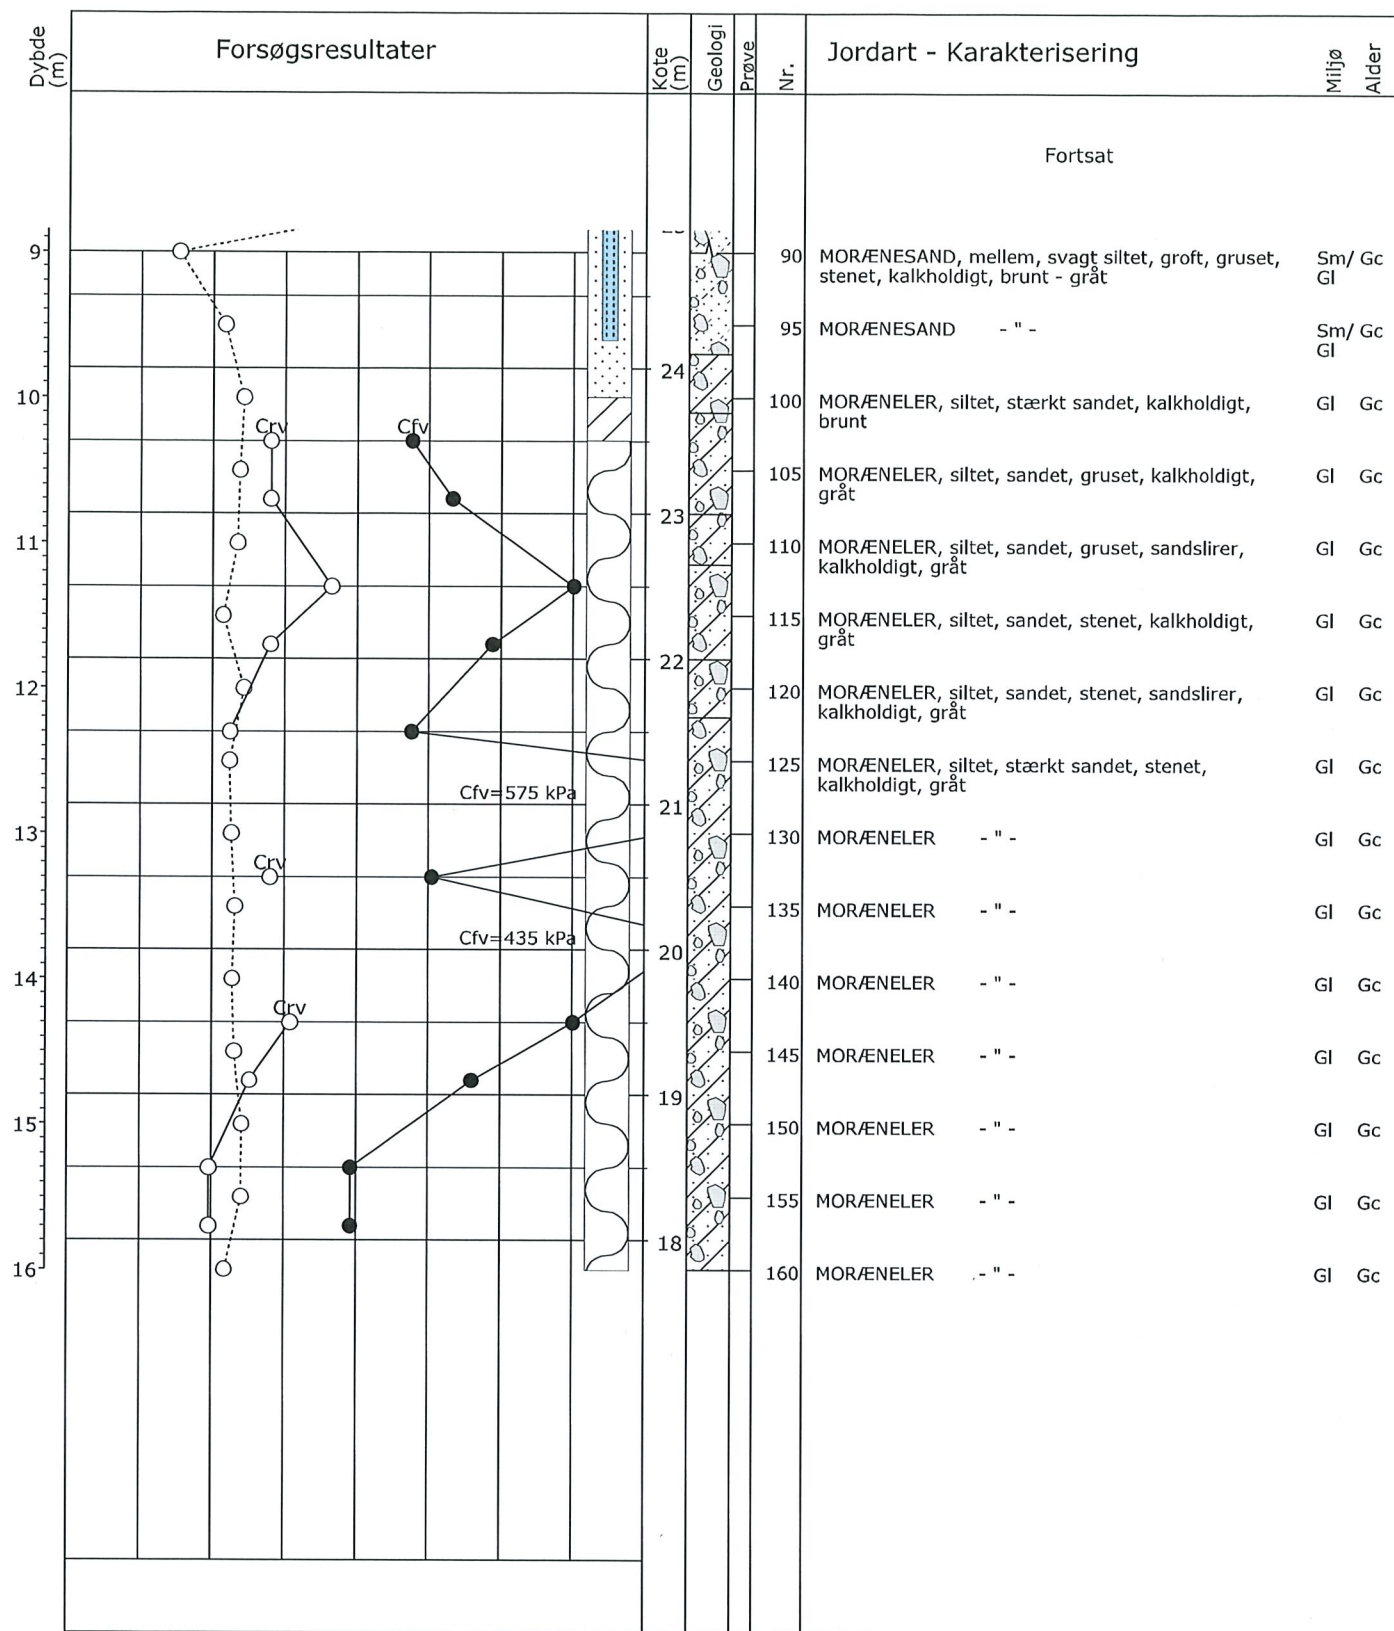 Dybde
(m)
Forsøgsresultater
Kote
(m)
Geologi
Prøve
Nr.
Jordart - Karakterisering
Miljø
Alder
Fortsat
9
90 MORÆNESAND, mellem, svagt siltet, groft, gruset, Sm/ Gc
stenet, kalkholdigt, brunt - gråt Gl
95 MORÆNESAND - " - Sm/ Gc
Gl
24
10
100 MORÆNELER, siltet, stærkt sandet, kalkholdigt, Gl Gc
brunt
Crv Cfv
105 MORÆNELER, siltet, sandet, gruset, kalkholdigt, Gl Gc
gråt
23
11
110 MORÆNELER, siltet, sandet, gruset, sandslirer, Gl Gc
kalkholdigt, gråt
115 MORÆNELER, siltet, sandet, stenet, kalkholdigt, Gl Gc
gråt
22
12
120 MORÆNELER, siltet, sandet, stenet, sandslirer, Gl Gc
kalkholdigt, gråt
125 MORÆNELER, siltet, stærkt sandet, stenet, Gl Gc
kalkholdigt, gråt
Cfv=575 kPa
21
13
130 MORÆNELER - " - Gl Gc
Crv
135 MORÆNELER - " - Gl Gc
Cfv=435 kPa
20
14
140 MORÆNELER - " - Gl Gc
Crv
145 MORÆNELER - " - Gl Gc
19
15
150 MORÆNELER - " - Gl Gc
155 MORÆNELER - " - Gl Gc
18
16
160 MORÆNELER - " - Gl Gc